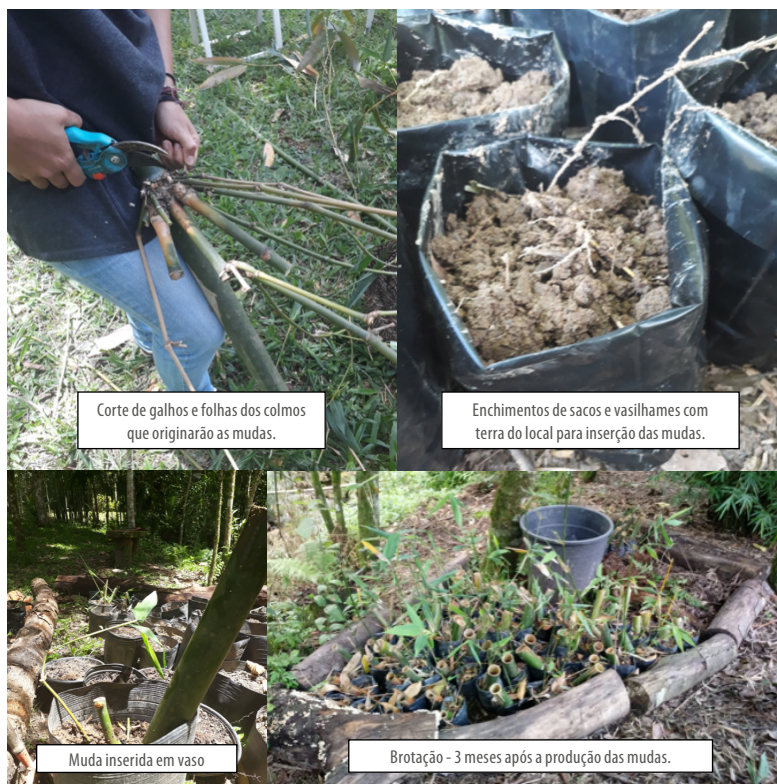 Corte de galhos e folhas dos colmos
que originarão as mudas.
Enchimentos de sacos e vasilhames com
terra do local para inserção das mudas.
Muda inserida em vaso
Brotação - 3 meses após a produção das mudas.